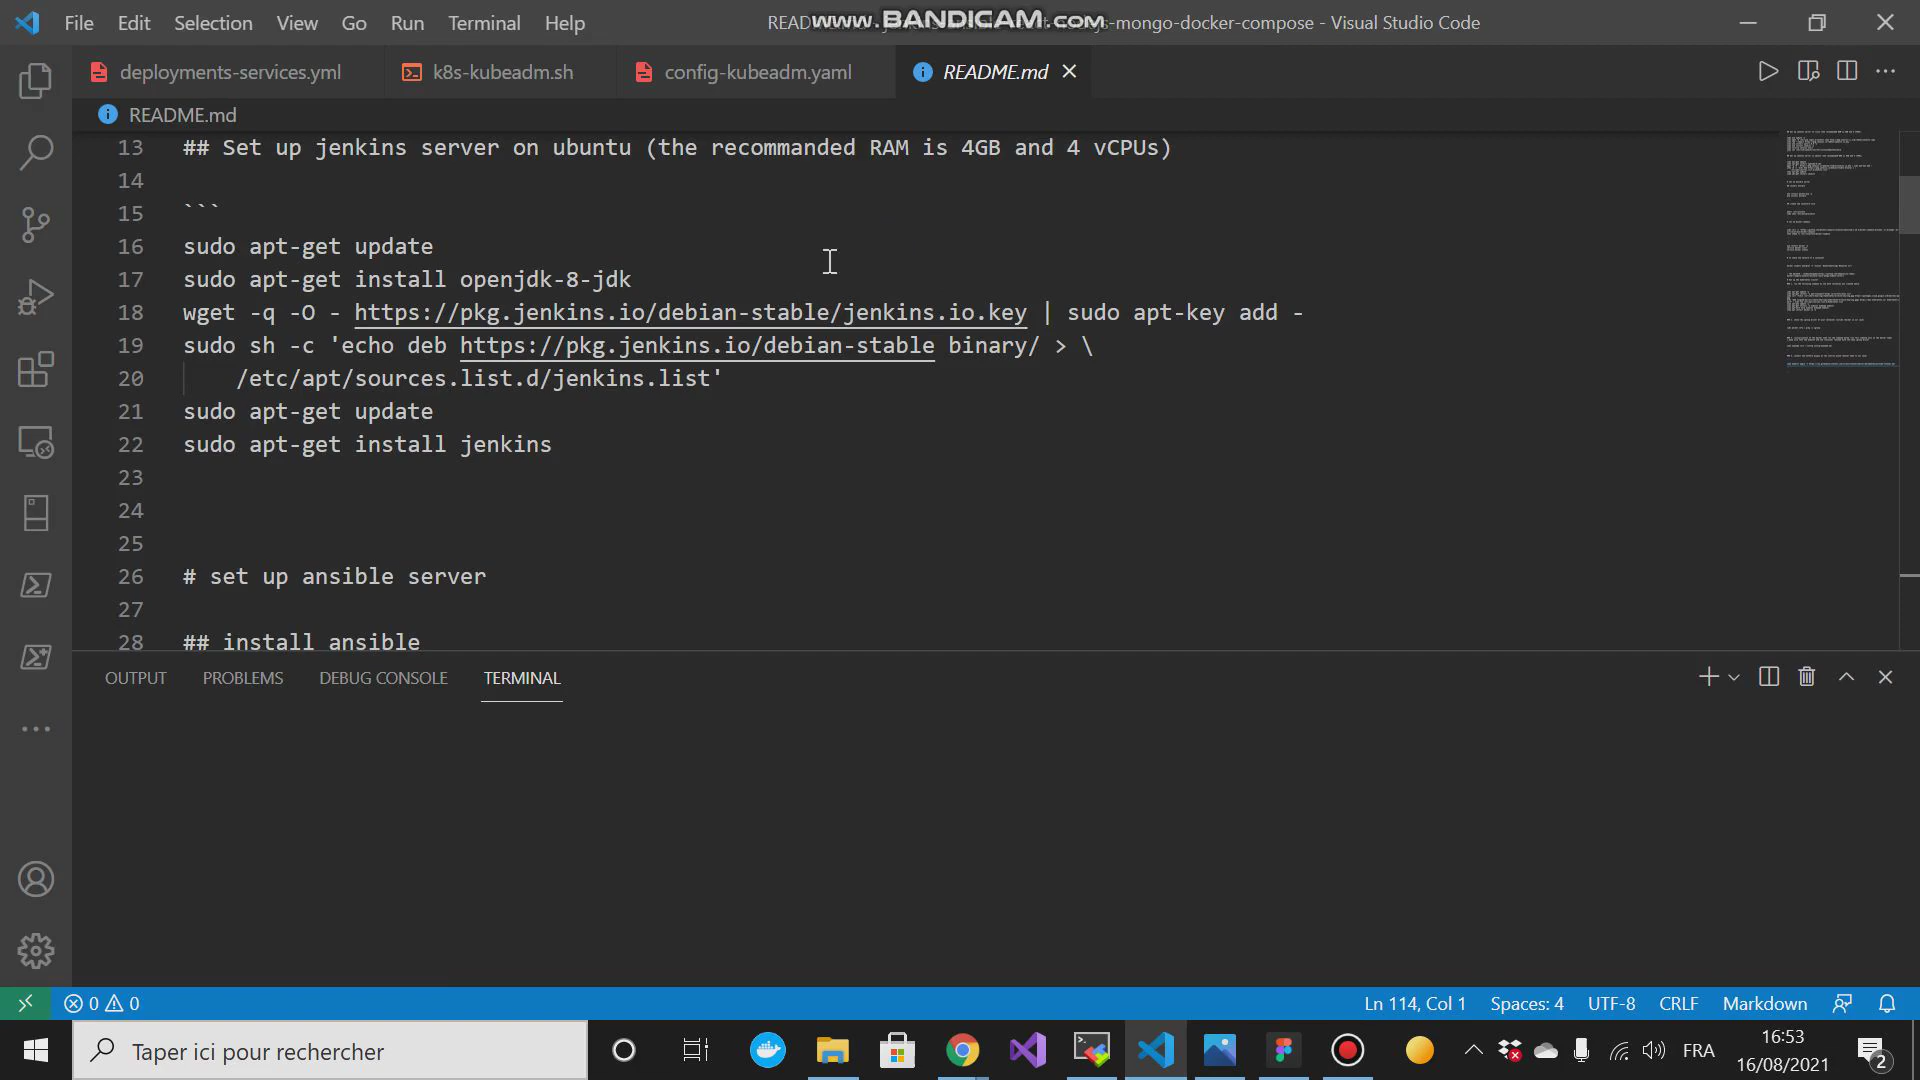 File Edit Selection View Go Run Terminal Help
READ
www.BANDICAM.com
s-mongo-docker-compose - Visual Studio Code
deployments-services.yml k8s-kubeadm.sh config-kubeadm.yaml README.md
README.md
13 ## Set up jenkins server on ubuntu (the recommanded RAM is 4GB and 4 vCPUs)
14
15 ```
16 sudo apt-get update
17 sudo apt-get install openjdk-8-jdk
18 wget -q -O - https://pkg.jenkins.io/debian-stable/jenkins.io.key | sudo apt-key add -
19 sudo sh -c 'echo deb https://pkg.jenkins.io/debian-stable binary/ > \
20 /etc/apt/sources.list.d/jenkins.list'
21 sudo apt-get update
22 sudo apt-get install jenkins
23
24
25
26 # set up ansible server
27
28 ## install ansible
OUTPUT PROBLEMS DEBUG CONSOLE TERMINAL
0 0 Ln 114, Col 1 Spaces: 4 UTF-8 CRLF Markdown
Taper ici pour rechercher
FRA
16:53
16/08/2021
2